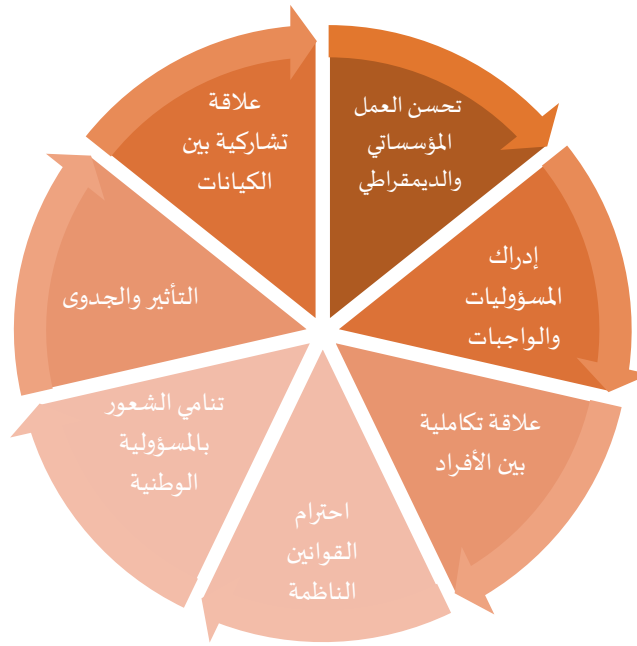 تحسن العمل
المؤسساتي
والديمقراطي
إدراك
المسؤوليات
والواجبات
علاقة تكاملية
بين الأفراد
احترام
القوانين
الناظمة
تنامي الشعور
بالمسؤولية
الوطنية
التأثير والجدوى
علاقة
تشاركية بين
الكيانات